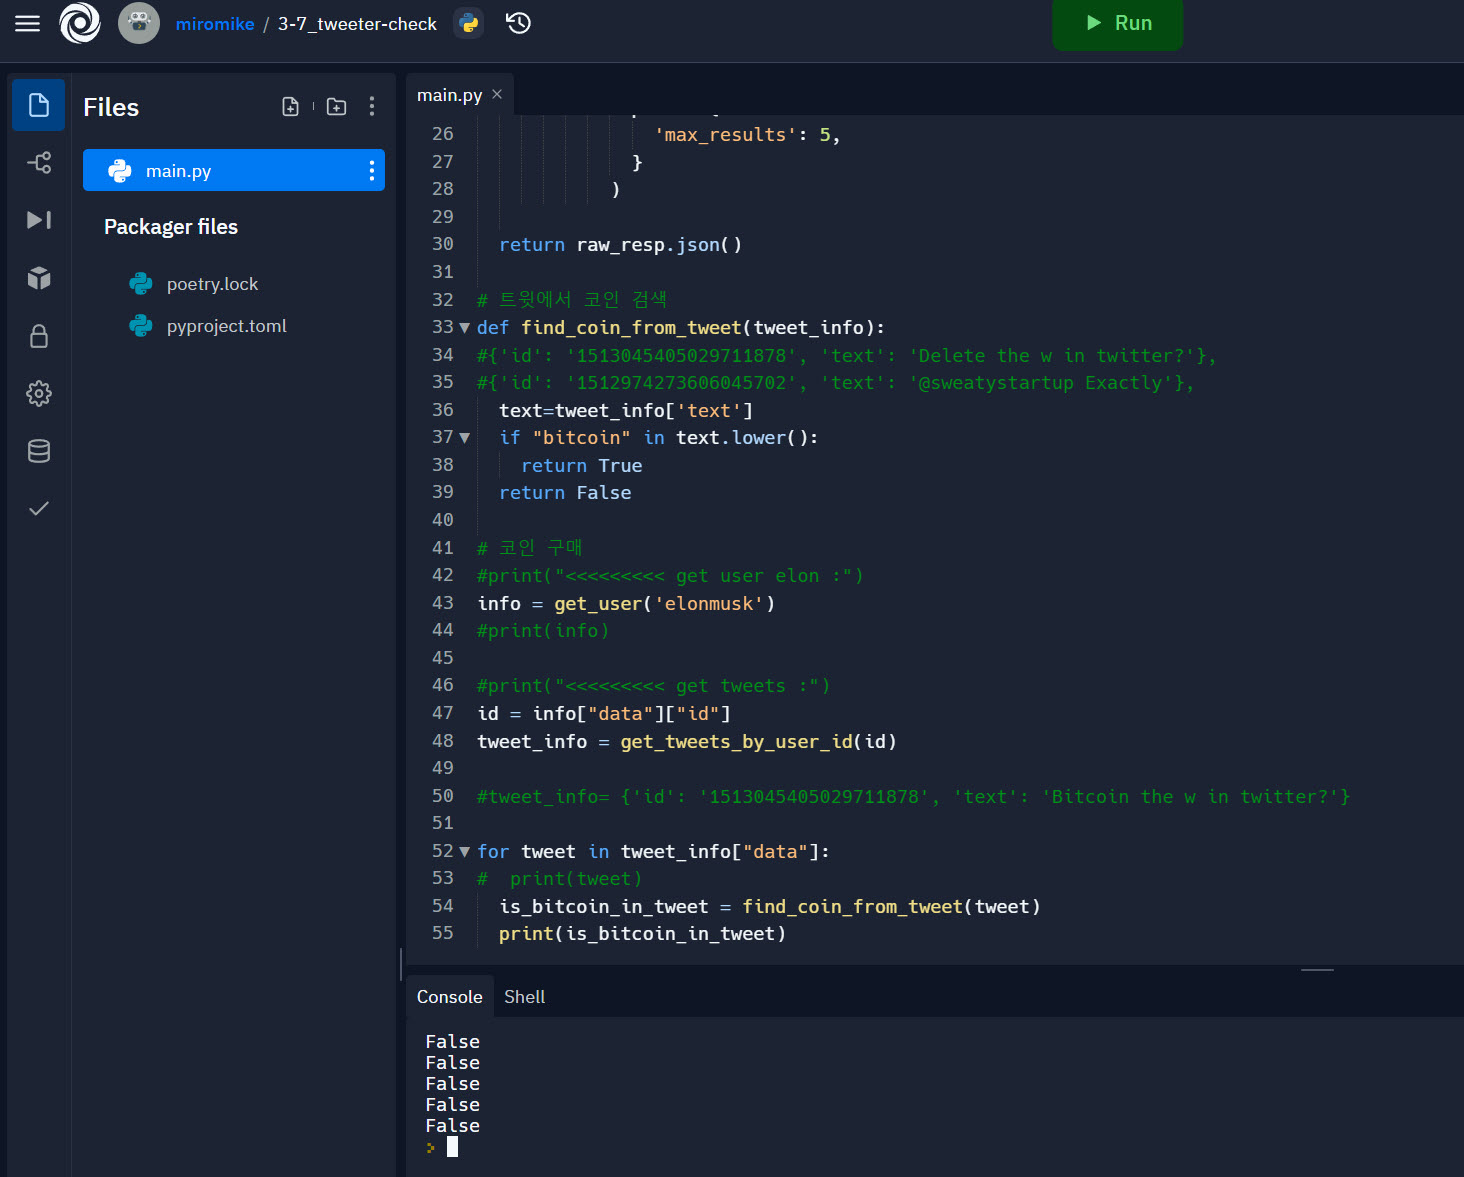 miromike / 3-7_tweeter-check
Run
Files
main.py
Packager files
poetry.lock
pyproject.toml
main.py ×
26 'max_results': 5,
27 }
28 )
29
30 return raw_resp.json()
31
32 # 트윗에서 코인 검색
33 def find_coin_from_tweet(tweet_info):
34 #{'id': '1513045405029711878', 'text': 'Delete the w in twitter?'},
35 #{'id': '1512974273606045702', 'text': '@sweatystartup Exactly'},
36 text=tweet_info['text']
37 if "bitcoin" in text.lower():
38 return True
39 return False
40
41 # 코인 구매
42 #print("<<<<<<<<< get user elon :")
43 info = get_user('elonmusk')
44 #print(info)
45
46 #print("<<<<<<<<< get tweets :")
47 id = info["data"]["id"]
48 tweet_info = get_tweets_by_user_id(id)
49
50 #tweet_info= {'id': '1513045405029711878', 'text': 'Bitcoin the w in twitter?'}
51
52 for tweet in tweet_info["data"]:
53 #  print(tweet)
54 is_bitcoin_in_tweet = find_coin_from_tweet(tweet)
55 print(is_bitcoin_in_tweet)
Console Shell
False
False
False
False
False
>